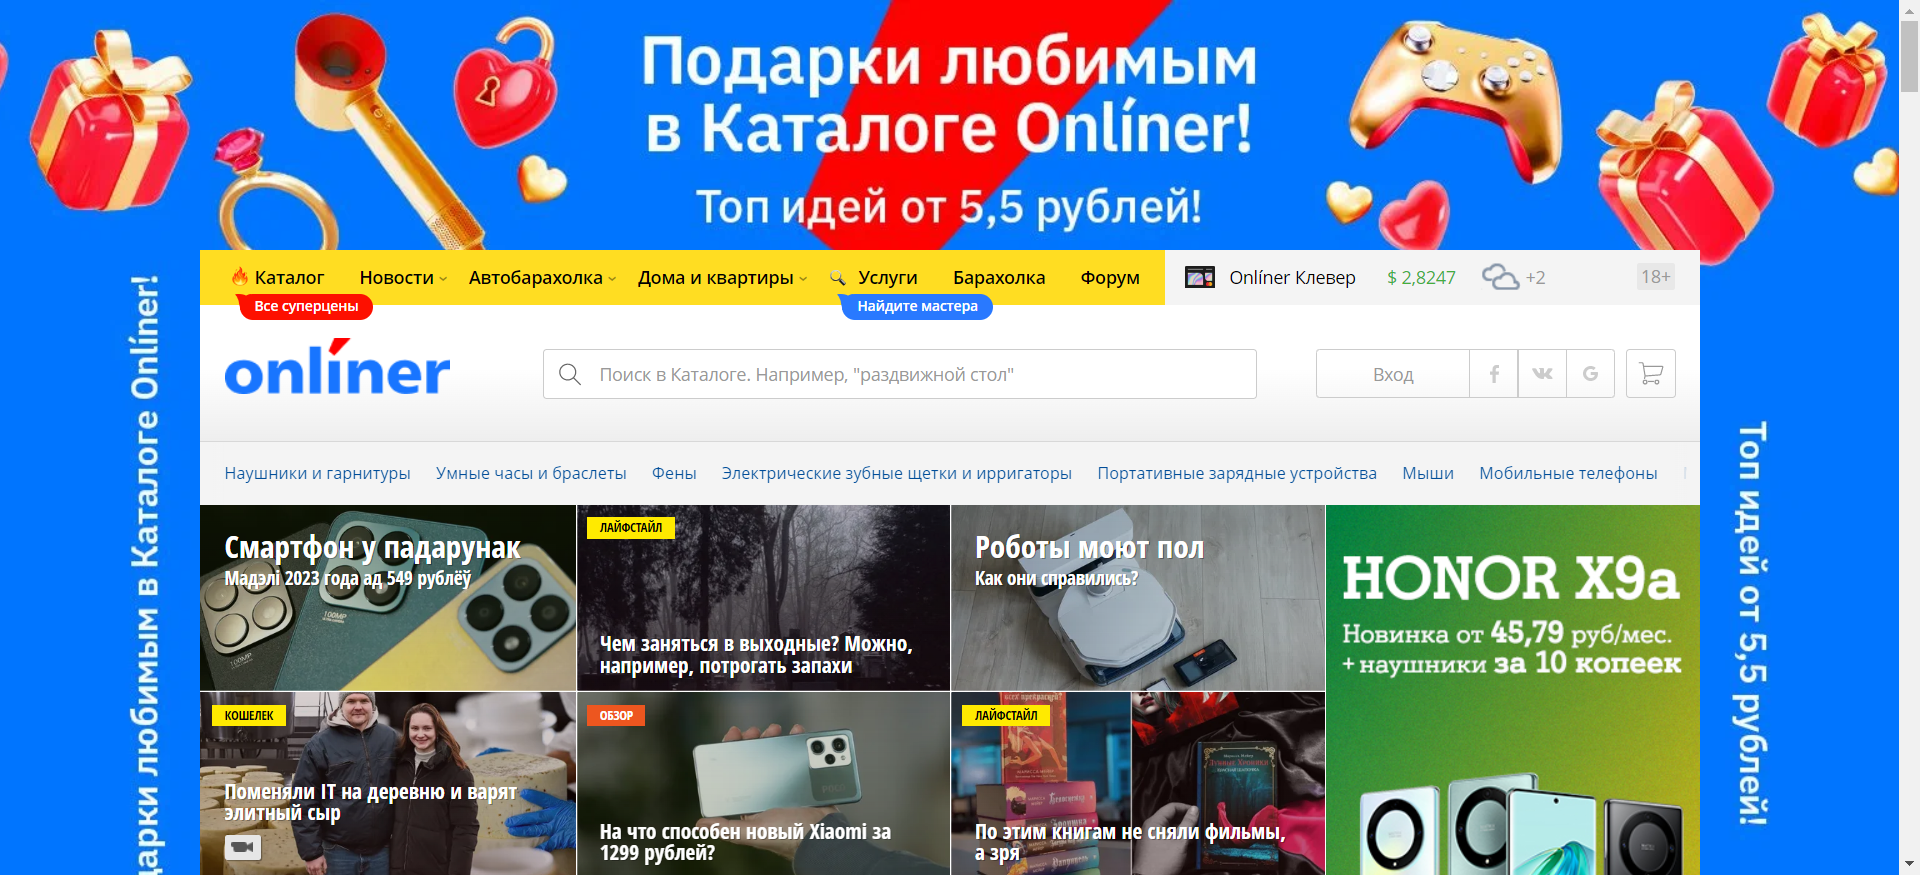 Подарки любимым
в Каталоге Onlíner!
Топ идей от 5,5 рублей!
Каталог Новости Автобарахолка Дома и квартиры Услуги Барахолка Форум Onlíner Клевер $ 2,8247 +2 18+
Все суперцены Найдите мастера
onlíner
Поиск в Каталоге. Например, "раздвижной стол"
Вход
Наушники и гарнитуры Умные часы и браслеты Фены Электрические зубные щетки и ирригаторы Портативные зарядные устройства Мыши Мобильные телефоны
Смартфон у падарунак
Мадэлі 2023 года ад 549 рублёў
100MP
100MP
ЛАЙФСТАЙЛ
Чем заняться в выходные? Можно,
например, потрогать запахи
Роботы моют пол
Как они справились?
HONOR X9a
Новинка от 45,79 руб/мес.
+ наушники за 10 копеек
КОШЕЛЕК
Поменяли IT на деревню и варят
элитный сыр
ОБЗОР
POCO
На что способен новый Xiaomi за
1299 рублей?
ЛАЙФСТАЙЛ
По этим книгам не сняли фильмы,
а зря
любимым в Каталоге Onlíner!
Топ идей от 5,5 рублей!